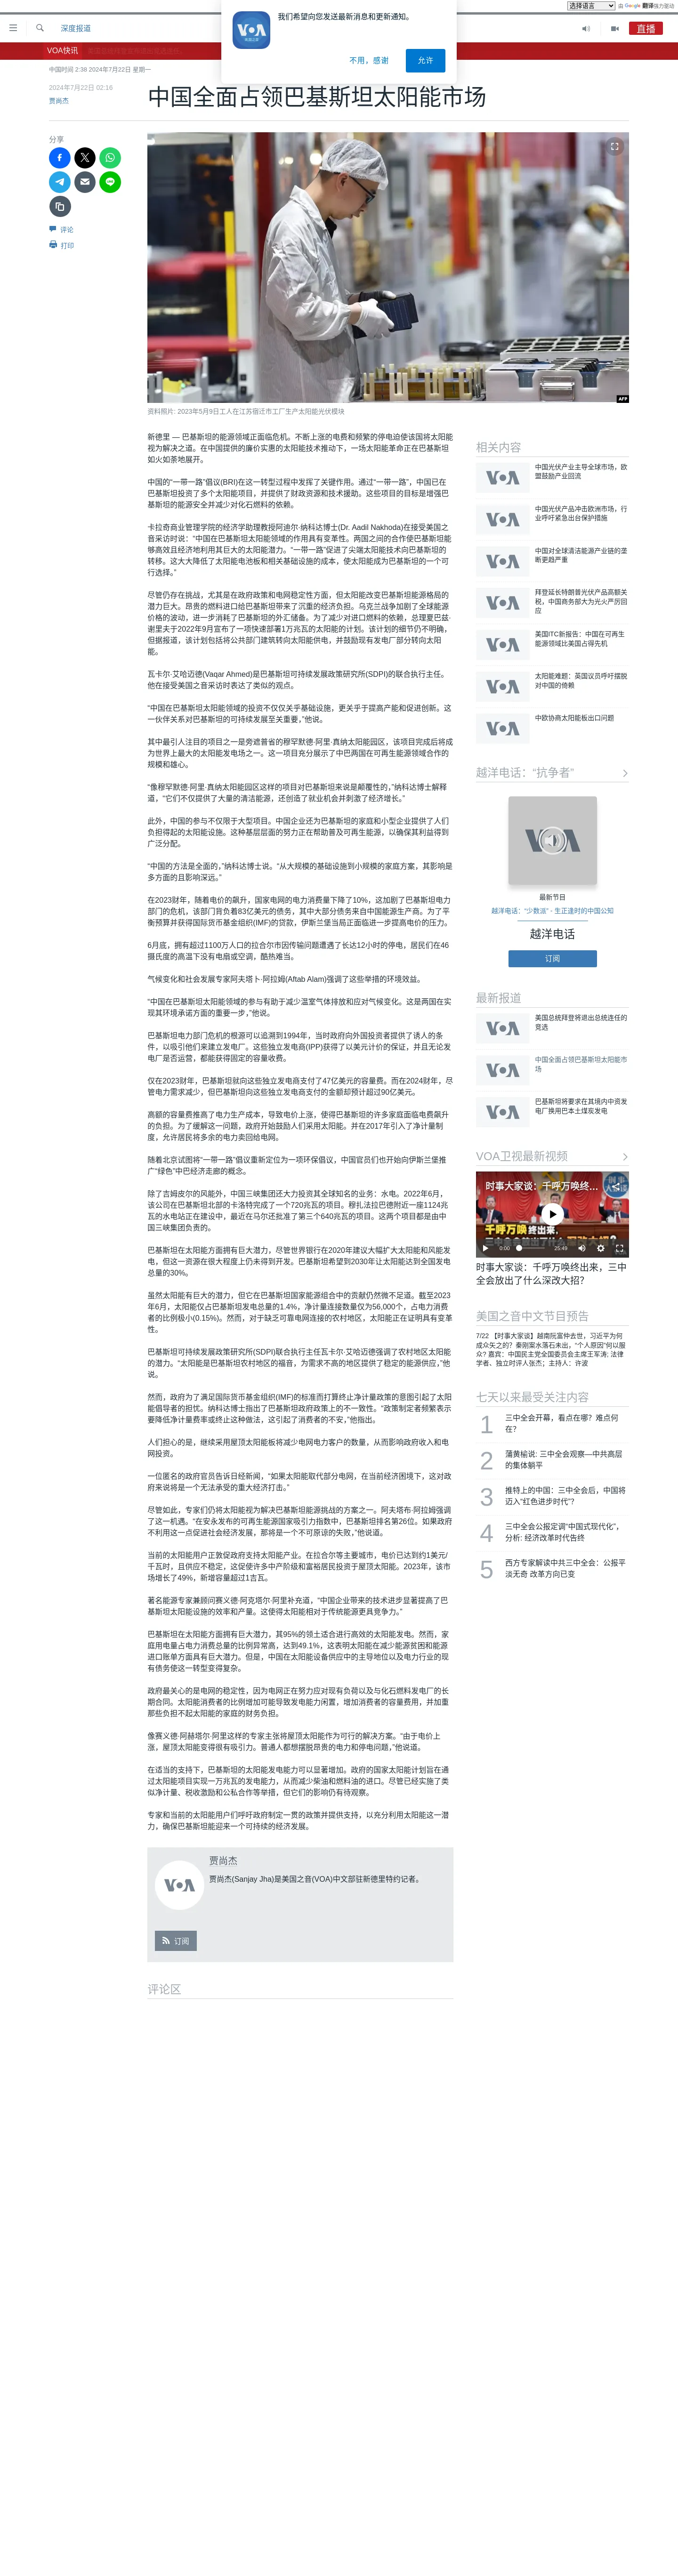 选择语言 由 Google 翻译强力驱动
我们希望向您发送最新消息和更新通知。
不用，感谢
允许
深度报道
直播
VOA快讯
中国时间 2:38 2024年7月22日 星期一
2024年7月22日 02:16
贾尚杰
中国全面占领巴基斯坦太阳能市场
分享
评论
打印
AFP
资料照片: 2023年5月9日工人在江苏宿迁市工厂生产太阳能光伏模块
新德里 — 巴基斯坦的能源领域正面临危机。不断上涨的电费和频繁的停电迫使该国将太阳能
视为解决之道。在中国提供的廉价实惠的太阳能技术推动下，一场太阳能革命正在巴基斯坦
如火如荼地展开。
中国的“一带一路”倡议(BRI)在这一转型过程中发挥了关键作用。通过“一带一路”，中国已在
巴基斯坦投资了多个太阳能项目，并提供了财政资源和技术援助。这些项目的目标是增强巴
基斯坦的能源安全并减少对化石燃料的依赖。
卡拉奇商业管理学院的经济学助理教授阿迪尔·纳科达博士(Dr. Aadil Nakhoda)在接受美国之
音采访时说：“中国在巴基斯坦太阳能领域的作用具有变革性。两国之间的合作使巴基斯坦能
够高效且经济地利用其巨大的太阳能潜力。“一带一路”促进了尖端太阳能技术向巴基斯坦的
转移。这大大降低了太阳能电池板和相关基础设施的成本，使太阳能成为巴基斯坦的一个可
行选择。”
尽管仍存在挑战，尤其是在政府政策和电网稳定性方面，但太阳能改变巴基斯坦能源格局的
潜力巨大。昂贵的燃料进口给巴基斯坦带来了沉重的经济负担。乌克兰战争加剧了全球能源
价格的波动，进一步消耗了巴基斯坦的外汇储备。为了减少对进口燃料的依赖，总理夏巴兹·
谢里夫于2022年9月宣布了一项快速部署1万兆瓦的太阳能的计划。该计划的细节仍不明确，
但据报道，该计划包括将公共部门建筑转向太阳能供电，并鼓励现有发电厂部分转向太阳
能。
瓦卡尔·艾哈迈德(Vaqar Ahmed)是巴基斯坦可持续发展政策研究所(SDPI)的联合执行主任。
他在接受美国之音采访时表达了类似的观点。
“中国在巴基斯坦太阳能领域的投资不仅仅关乎基础设施，更关乎于提高产能和促进创新。这
一伙伴关系对巴基斯坦的可持续发展至关重要，”他说。
其中最引人注目的项目之一是旁遮普省的穆罕默德·阿里·真纳太阳能园区，该项目完成后将成
为世界上最大的太阳能发电场之一。这一项目充分展示了中巴两国在可再生能源领域合作的
规模和雄心。
“像穆罕默德·阿里·真纳太阳能园区这样的项目对巴基斯坦来说是颠覆性的，”纳科达博士解释
道，“它们不仅提供了大量的清洁能源，还创造了就业机会并刺激了经济增长。”
此外，中国的参与不仅限于大型项目。中国企业还为巴基斯坦的家庭和小型企业提供了人们
负担得起的太阳能设施。这种基层层面的努力正在帮助普及可再生能源，以确保其利益得到
广泛分配。
“中国的方法是全面的，”纳科达博士说。“从大规模的基础设施到小规模的家庭方案，其影响是
多方面的且影响深远。”
在2023财年，随着电价的飙升，国家电网的电力消费量下降了10%，这加剧了巴基斯坦电力
部门的危机，该部门背负着83亿美元的债务，其中大部分债务来自中国能源生产商。为了平
衡预算并获得国际货币基金组织(IMF)的贷款，伊斯兰堡当局正面临进一步提高电价的压力。
6月底，拥有超过1100万人口的拉合尔市因传输问题遭遇了长达12小时的停电，居民们在46
摄氏度的高温下没有电扇或空调，酷热难当。
气候变化和社会发展专家阿夫塔卜·阿拉姆(Aftab Alam)强调了这些举措的环境效益。
“中国在巴基斯坦太阳能领域的参与有助于减少温室气体排放和应对气候变化。这是两国在实
现其环境承诺方面的重要一步，”他说。
巴基斯坦电力部门危机的根源可以追溯到1994年，当时政府向外国投资者提供了诱人的条
件，以吸引他们来建立发电厂。这些独立发电商(IPP)获得了以美元计价的保证，并且无论发
电厂是否运营，都能获得固定的容量收费。
仅在2023财年，巴基斯坦就向这些独立发电商支付了47亿美元的容量费。而在2024财年，尽
管电力需求减少，但巴基斯坦向这些独立发电商支付的金额却预计超过90亿美元。
高额的容量费推高了电力生产成本，导致电价上涨，使得巴基斯坦的许多家庭面临电费飙升
的负担。为了缓解这一问题，政府开始鼓励人们采用太阳能。并在2017年引入了净计量制
度，允许居民将多余的电力卖回给电网。
随着北京试图将“一带一路”倡议重新定位为一项环保倡议，中国官员们也开始向伊斯兰堡推
广“绿色”中巴经济走廊的概念。
除了吉姆皮尔的风能外，中国三峡集团还大力投资其全球知名的业务：水电。2022年6月，
该公司在巴基斯坦北部的卡洛特完成了一个720兆瓦的项目。穆扎法拉巴德附近一座1124兆
瓦的大水电站正在建设中，最近在马尔还批准了第三个640兆瓦的项目。这两个项目都是由中
国三峡集团负责的。
巴基斯坦在太阳能方面拥有巨大潜力，尽管世界银行在2020年建议大幅扩大太阳能和风能发
电，但这一资源在很大程度上仍未得到开发。巴基斯坦希望到2030年让太阳能达到全国发电
总量的30%。
虽然太阳能有巨大的潜力，但它在巴基斯坦国家能源组合中的贡献仍然微不足道。截至2023
年6月，太阳能仅占巴基斯坦发电总量的1.4%，净计量连接数量仅为56,000个，占电力消费
者的比例极小(0.15%)。然而，对于缺乏可靠电网连接的农村地区，太阳能正在证明具有变革
性。
巴基斯坦可持续发展政策研究所(SDPI)联合执行主任瓦卡尔·艾哈迈德强调了农村地区太阳能
的潜力。“太阳能是巴基斯坦农村地区的福音，为需求不高的地区提供了稳定的能源供应，”他
说。
然而，政府为了满足国际货币基金组织(IMF)的标准而打算终止净计量政策的意图引起了太阳
能倡导者的担忧。纳科达博士指出了巴基斯坦政府政策上的不一致性。“政策制定者频繁表示
要降低净计量费率或终止这种做法，这引起了消费者的不安，”他指出。
人们担心的是，继续采用屋顶太阳能板将减少电网电力客户的数量，从而影响政府收入和电
网投资。
一位匿名的政府官员告诉日经新闻，“如果太阳能取代部分电网，在当前经济困境下，这对政
府来说将是一个无法承受的重大经济打击。”
尽管如此，专家们仍将太阳能视为解决巴基斯坦能源挑战的方案之一。阿夫塔布·阿拉姆强调
了这一机遇。“在安永发布的可再生能源国家吸引力指数中，巴基斯坦排名第26位。如果政府
不利用这一点促进社会经济发展，那将是一个不可原谅的失败，”他说道。
当前的太阳能用户正敦促政府支持太阳能产业。在拉合尔等主要城市，电价已达到约1美元/
千瓦时，且供应不稳定，这促使许多中产阶级和富裕居民投资于屋顶太阳能。2023年，该市
场增长了49%，新增容量超过1吉瓦。
著名能源专家兼顾问赛义德·阿克塔尔·阿里补充道，“中国企业带来的技术进步显著提高了巴
基斯坦太阳能设施的效率和产量。这使得太阳能相对于传统能源更具竞争力。”
巴基斯坦在太阳能方面拥有巨大潜力，其95%的领土适合进行高效的太阳能发电。然而，家
庭用电量占电力消费总量的比例异常高，达到49.1%，这表明太阳能在减少能源贫困和能源
进口账单方面具有巨大潜力。但是，中国在太阳能设备供应中的主导地位以及电力行业的现
有债务使这一转型变得复杂。
政府最关心的是电网的稳定性，因为电网正在努力应对现有负荷以及与化石燃料发电厂的长
期合同。太阳能消费者的比例增加可能导致发电能力闲置，增加消费者的容量费用，并加重
那些负担不起太阳能的家庭的财务负担。
像赛义德·阿赫塔尔·阿里这样的专家主张将屋顶太阳能作为可行的解决方案。“由于电价上
涨，屋顶太阳能变得很有吸引力。普通人都想摆脱昂贵的电力和停电问题，”他说道。
在适当的支持下，巴基斯坦的太阳能发电能力可以显著增加。政府的国家太阳能计划旨在通
过太阳能项目实现一万兆瓦的发电能力，从而减少柴油和燃料油的进口。尽管已经实施了类
似净计量、税收激励和公私合作等举措，但它们的影响仍有待观察。
专家和当前的太阳能用户们呼吁政府制定一贯的政策并提供支持，以充分利用太阳能这一潜
力，确保巴基斯坦能迎来一个可持续的经济发展。
贾尚杰
贾尚杰(Sanjay Jha)是美国之音(VOA)中文部驻新德里特约记者。
订阅
评论区
相关内容
中国光伏产业主导全球市场，欧
盟鼓励产业回流
中国光伏产品冲击欧洲市场，行
业呼吁紧急出台保护措施
中国对全球清洁能源产业链的垄
断更趋严重
拜登延长特朗普光伏产品高额关
税，中国商务部大为光火严厉回
应
美国ITC新报告：中国在可再生
能源领域比美国占得先机
太阳能难题：英国议员呼吁摆脱
对中国的倚赖
中欧协商太阳能板出口问题
越洋电话：“抗争者”
最新节目
越洋电话：“少数派” - 生正逢时的中国公知
越洋电话
订阅
最新报道
美国总统拜登将退出总统连任的
竞选
中国全面占领巴基斯坦太阳能市
场
巴基斯坦将要求在其境内中资发
电厂换用巴本土煤炭发电
VOA卫视最新视频
时事大家谈：千呼万唤终...
0:00 25:49
时事大家谈：千呼万唤终出来，三中
全会放出了什么深改大招？
美国之音中文节目预告
7/22 【时事大家谈】越南阮富仲去世，习近平为何
成众矢之的？秦刚案水落石未出，“个人原因”何以服
众? 嘉宾：中国民主党全国委员会主席王军涛; 法律
学者、独立时评人张杰；主持人：许波
七天以来最受关注内容
1 三中全会开幕，看点在哪？难点何
在？
2 蒲黄榆说: 三中全会观察—中共高层
的集体躺平
3 推特上的中国：三中全会后，中国将
迈入“红色进步时代”？
4 三中全会公报定调“中国式现代化”，
分析: 经济改革时代告终
5 西方专家解读中共三中全会：公报平
淡无奇 改革方向已变